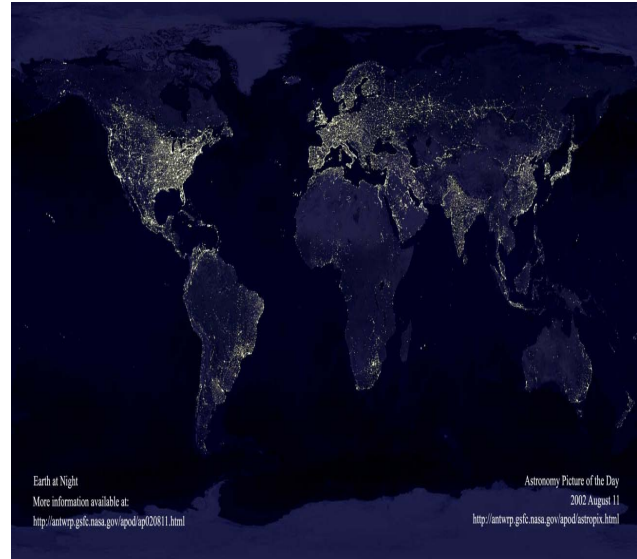 Earth at Night
More information available at:
http://antwrp.gsfc.nasa.gov/apod/ap020811.html
Astronomy Picture of the Day
2002 August 11
http://antwrp.gsfc.nasa.gov/apod/astropix.html